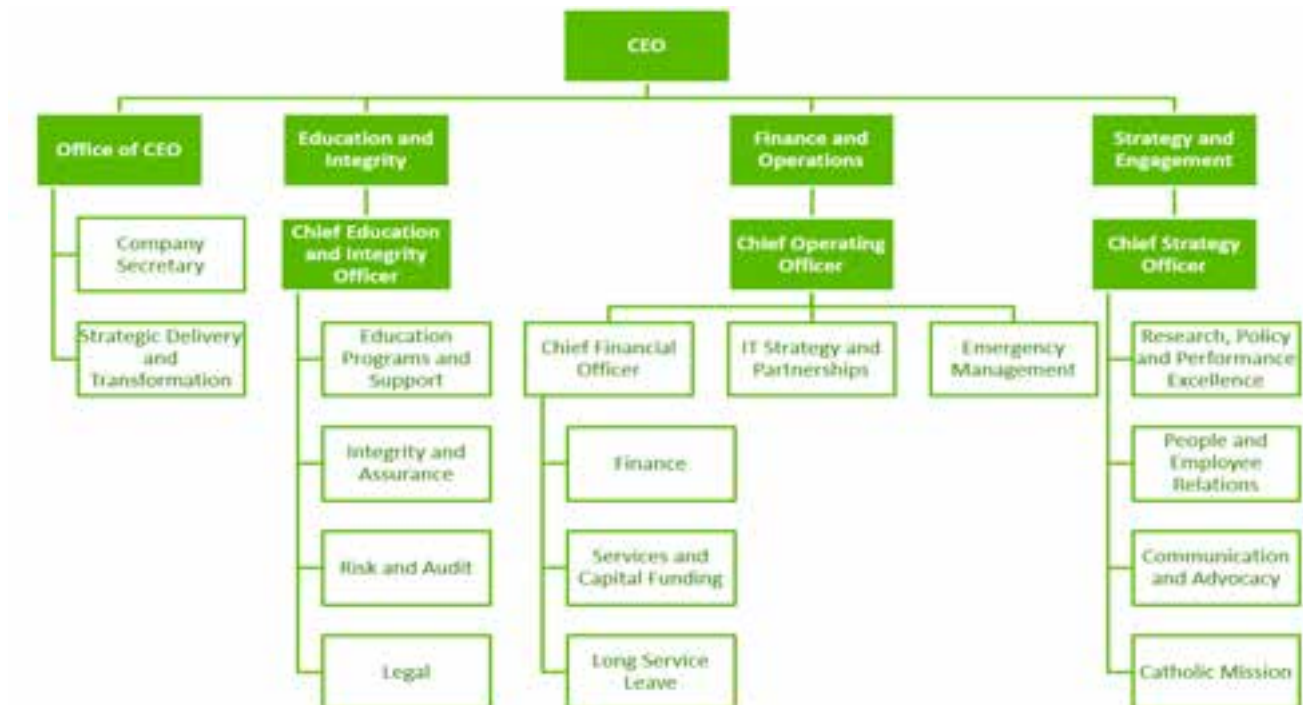 CEO
Office of CEO
Education and
Integrity
Finance and
Operations
Strategy and
Engagement
Company
Secretary
Strategic Delivery
and
Transformation
Chief Education
and Integrity
Officer
Education
Programs and
Support
Integrity and
Assurance
Risk and Audit
Legal
Chief Operating
Officer
Chief Financial
Officer
IT Strategy and
Partnerships
Emergency
Management
Finance
Services and
Capital Funding
Long Service
Leave
Chief Strategy
Officer
Research, Policy
and Performance
Excellence
People and
Employee
Relations
Communication
and Advocacy
Catholic Mission